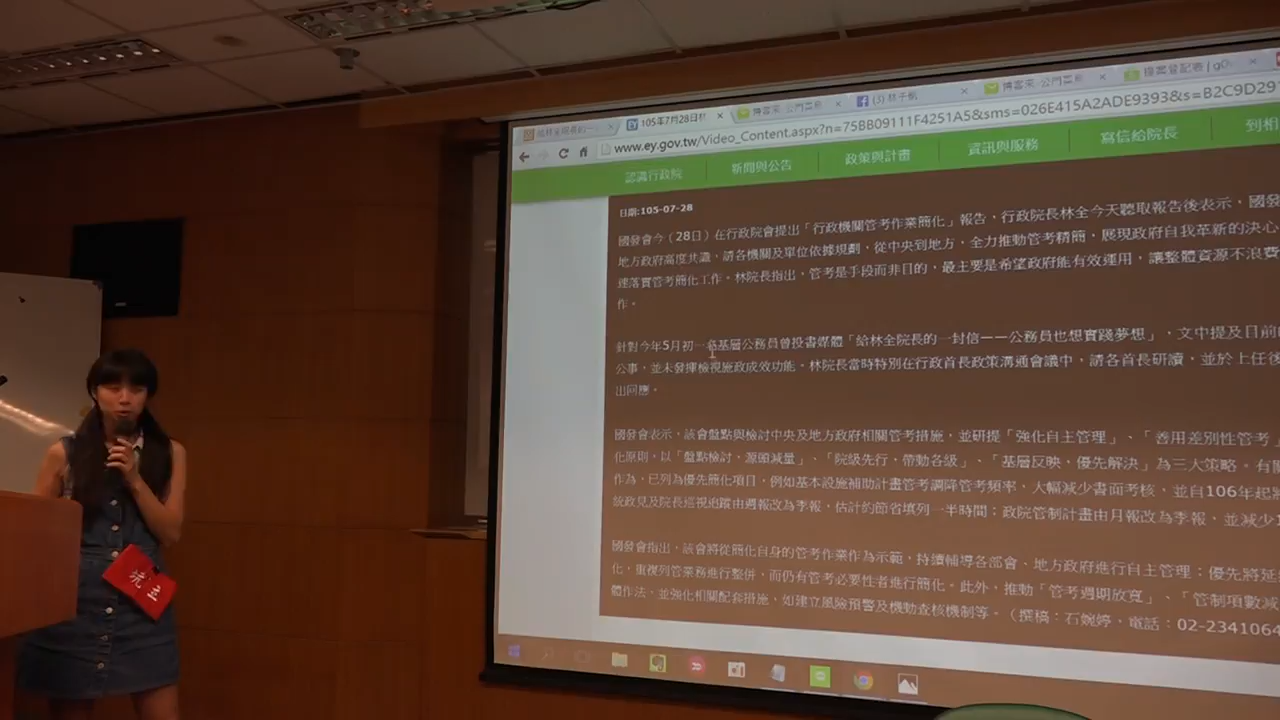 105年7月28日林
博客來-公門菜鳥
(3) 林子帆
博客來-公門菜鳥
提案登記表 | g0
www.ey.gov.tw/Video_Content.aspx?n=75BB09111F4251A5&sms=026E415A2ADE9393&s=B2C9D29
認識行政院 新聞與公告 政策與計畫 資訊與服務 寫信給院長 到相
日期:105-07-28
國發會今（28日）在行政院會提出「行政機關管考作業簡化」報告，行政院長林全今天聽取報告後表示，國發
地方政府高度共識，請各機關及單位依據規劃，從中央到地方，全力推動管考精簡，展現政府自我革新的決心
速落實管考簡化工作。林院長指出，管考是手段而非目的，最主要是希望政府能有效運用，讓整體資源不浪費
作。
針對今年5月初一名基層公務員曾投書媒體「給林全院長的一封信——公務員也想實踐夢想」，文中提及目前
公事，並未發揮檢視施政成效功能。林院長當時特別在行政首長政策溝通會議中，請各首長研讀，並於上任後
出回應。
國發會表示，該會盤點與檢討中央及地方政府相關管考措施，並研提「強化自主管理」、「善用差別性管考」
化原則，以「盤點檢討，源頭減量」、「院級先行，帶動各級」、「基層反映，優先解決」為三大策略。有關
作為，已列為優先簡化項目，例如基本設施補助計畫管考調降管考頻率，大幅減少書面考核，並自106年起
統政見及院長巡視追蹤由週報改為季報，估計約節省填列一半時間；政院管制計畫由月報改為季報，並減少
國發會指出，該會將從簡化自身的管考作業作為示範，持續輔導各部會、地方政府進行自主管理；優先將延
化，重複列管業務進行整併，而仍有管考必要性者進行簡化。此外，推動「管考週期放寬」、「管制項數減
體作法，並強化相關配套措施，如建立風險預警及機動查核機制等。（撰稿：石婉婷，電話：02-2341064
坑主